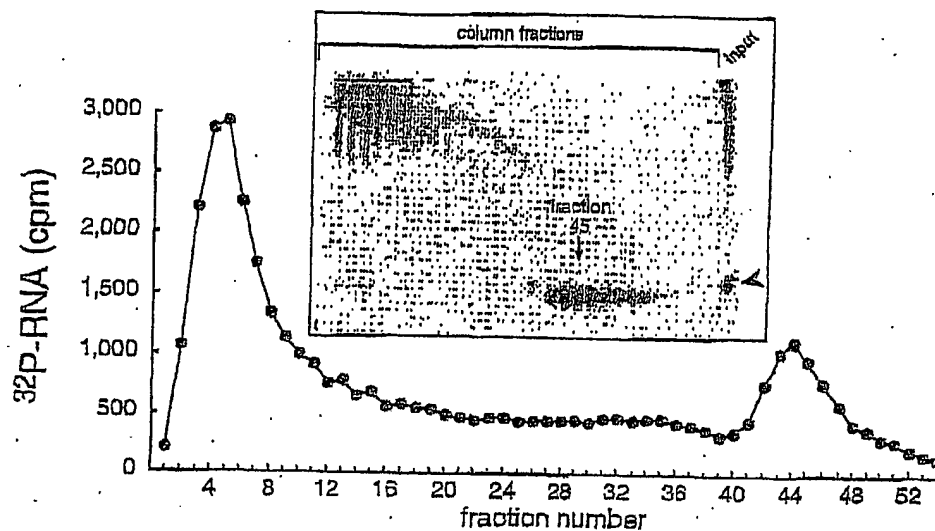 column fractions
input
fraction
45
3,000
2,500
2,000
1,500
1,000
500
0
32P-RNA (cpm)
4 8 12 16 20 24 28 32 36 40 44 48 52
fraction number